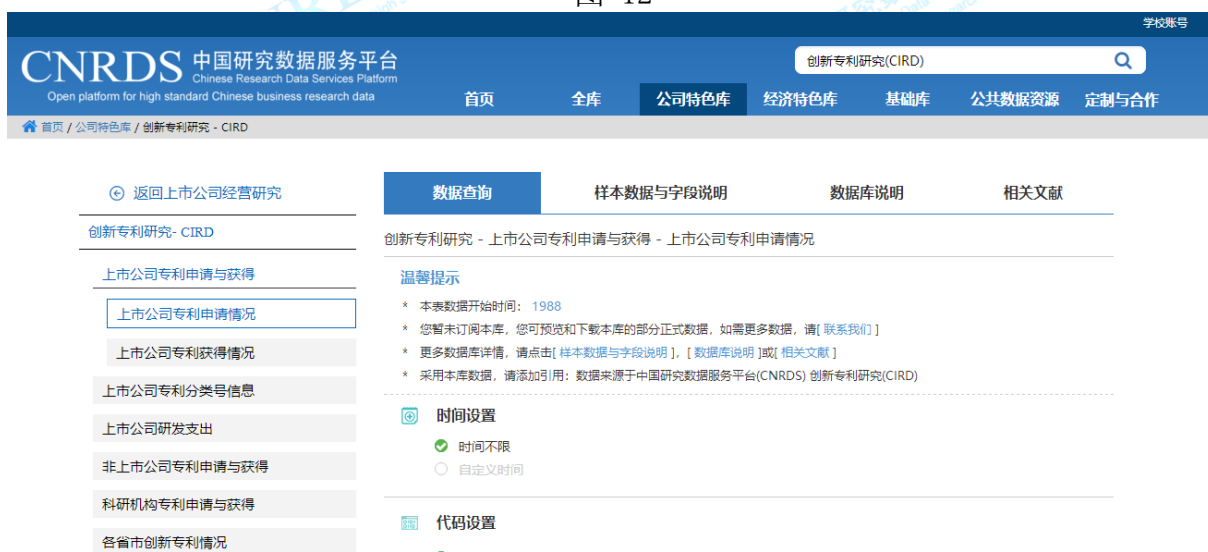 图 12
学校账号
CNRDS 中国研究数据服务平台
Chinese Research Data Services Platform
Open platform for high standard Chinese business research data
创新专利研究(CIRD)
首页 全库 公司特色库 经济特色库 基础库 公共数据资源 定制与合作
首页 / 公司特色库 / 创新专利研究 - CIRD
返回上市公司经营研究
创新专利研究- CIRD
上市公司专利申请与获得
上市公司专利申请情况
上市公司专利获得情况
上市公司专利分类号信息
上市公司研发支出
非上市公司专利申请与获得
科研机构专利申请与获得
各省市创新专利情况
数据查询 样本数据与字段说明 数据库说明 相关文献
创新专利研究 - 上市公司专利申请与获得 - 上市公司专利申请情况
温馨提示
* 本表数据开始时间: 1988
* 您暂未订阅本库, 您可预览和下载本库的部分正式数据, 如需更多数据, 请[ 联系我们 ]
* 更多数据库详情, 请点击[ 样本数据与字段说明 ], [ 数据库说明 ]或[ 相关文献 ]
* 采用本库数据, 请添加引用: 数据来源于中国研究数据服务平台(CNRDS) 创新专利研究(CIRD)
时间设置
时间不限
自定义时间
代码设置